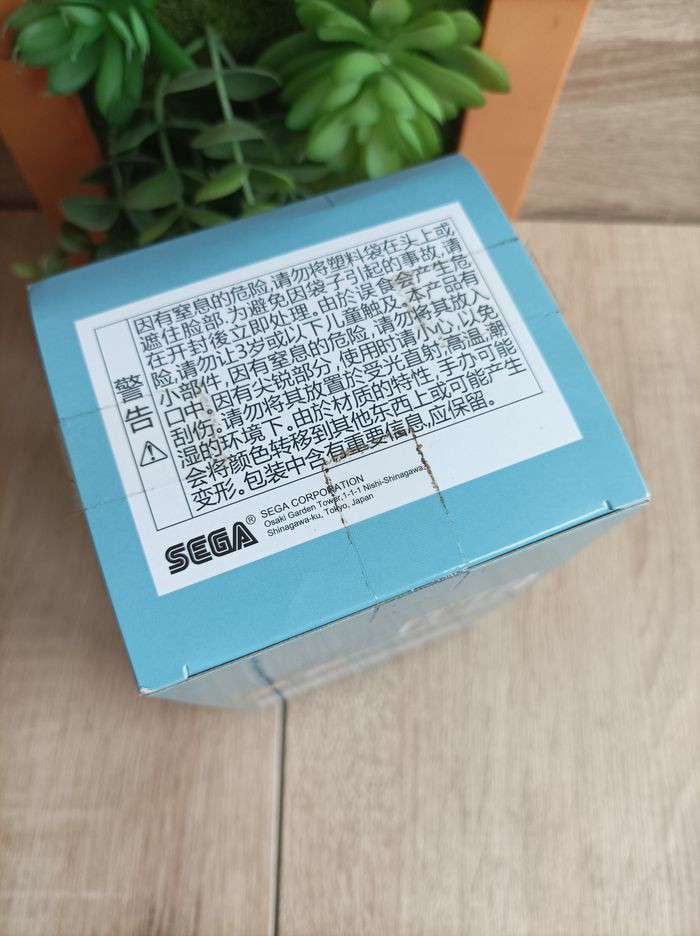 警告
因有窒息的危险,请勿将塑料袋在头上或
遮住脸部.为避免因袋子引起的事故,请
在开封後立即处理。由於误食会产生危
险,请勿让3岁或以下儿童触及.本产品有
小部件,因有窒息的危险,请勿将其放入
口中。因有尖锐部分,使用时请小心,以免
刮伤。请勿将其放置於受光直射,高温,潮
湿的环境下。由於材质的特性,手办可能
会将颜色转移到其他东西上或可能产生
变形。包装中含有重要信息,应保留。
SEGA®
SEGA CORPORATION
Osaki Garden Tower,1-1-1 Nishi-Shinagawa,
Shinagawa-ku, Tokyo, Japan